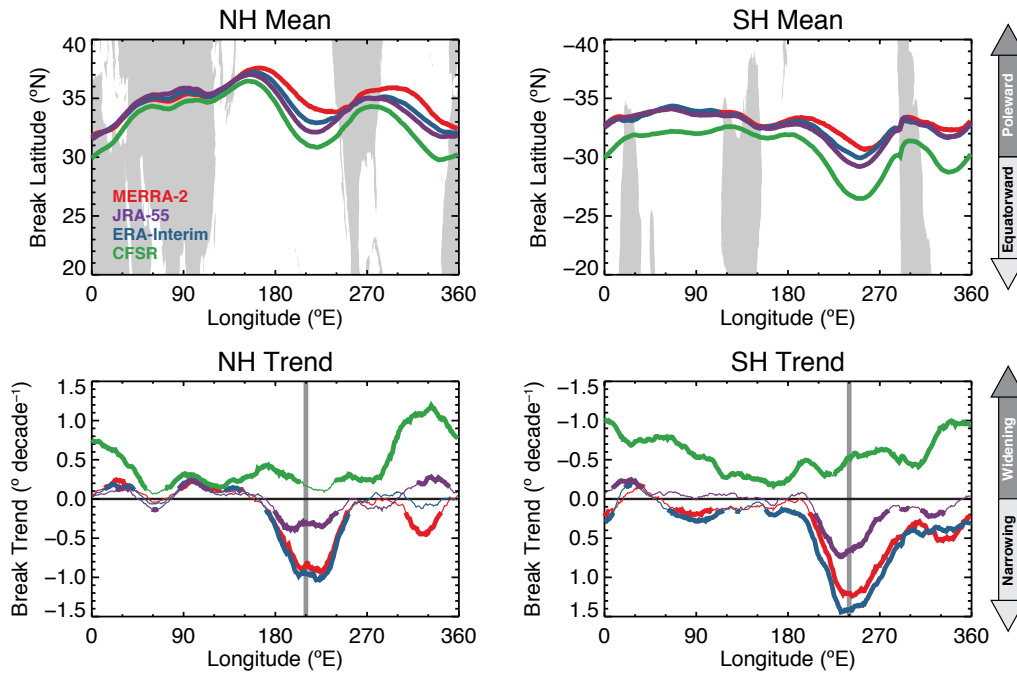 NH Mean
SH Mean
40
35
30
25
20
Break Latitude (ºN)
MERRA-2
JRA-55
ERA-Interim
CFSR
0
90
180
270
360
Longitude (ºE)
−40
−35
−30
−25
−20
Break Latitude (ºN)
0
90
180
270
360
Longitude (ºE)
Poleward
Equatorward
NH Trend
SH Trend
1.5
1.0
0.5
0.0
−0.5
−1.0
−1.5
Break Trend (º decade⁻¹)
0
90
180
270
360
Longitude (ºE)
−1.5
−1.0
−0.5
0.0
0.5
1.0
1.5
Break Trend (º decade⁻¹)
0
90
180
270
360
Longitude (ºE)
Widening
Narrowing